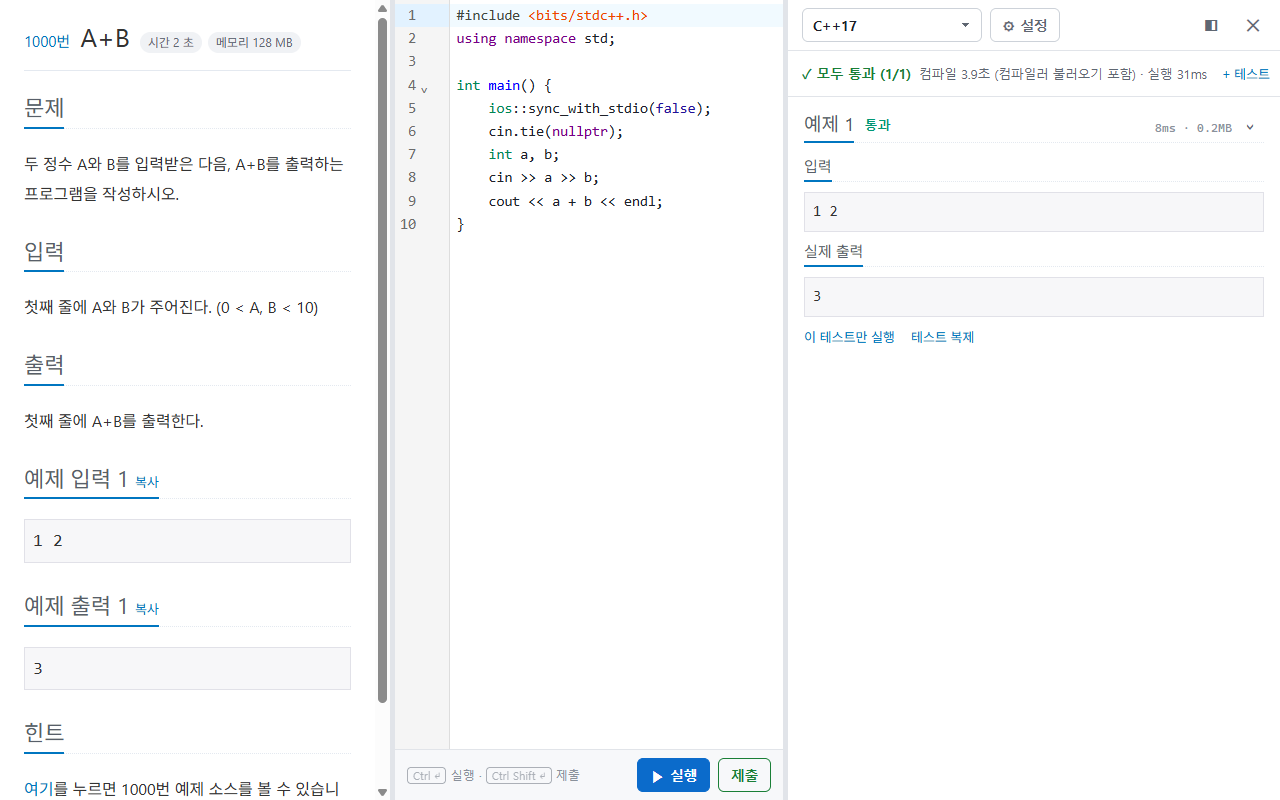 1000번 A+B 시간 2 초 메모리 128 MB
문제
두 정수 A와 B를 입력받은 다음, A+B를 출력하는
프로그램을 작성하시오.
입력
첫째 줄에 A와 B가 주어진다. (0 < A, B < 10)
출력
첫째 줄에 A+B를 출력한다.
예제 입력 1 복사
1 2
예제 출력 1 복사
3
힌트
여기를 누르면 1000번 예제 소스를 볼 수 있습니
1 #include <bits/stdc++.h>
2 using namespace std;
3
4 int main() {
5     ios::sync_with_stdio(false);
6     cin.tie(nullptr);
7     int a, b;
8     cin >> a >> b;
9     cout << a + b << endl;
10 }
Ctrl ⏎ 실행 · Ctrl Shift ⏎ 제출 ▶ 실행 제출
C++17 ⚙ 설정
✓ 모두 통과 (1/1) 컴파일 3.9초 (컴파일러 불러오기 포함) · 실행 31ms + 테스트
예제 1 통과 8ms · 0.2MB
입력
1 2
실제 출력
3
이 테스트만 실행 테스트 복제